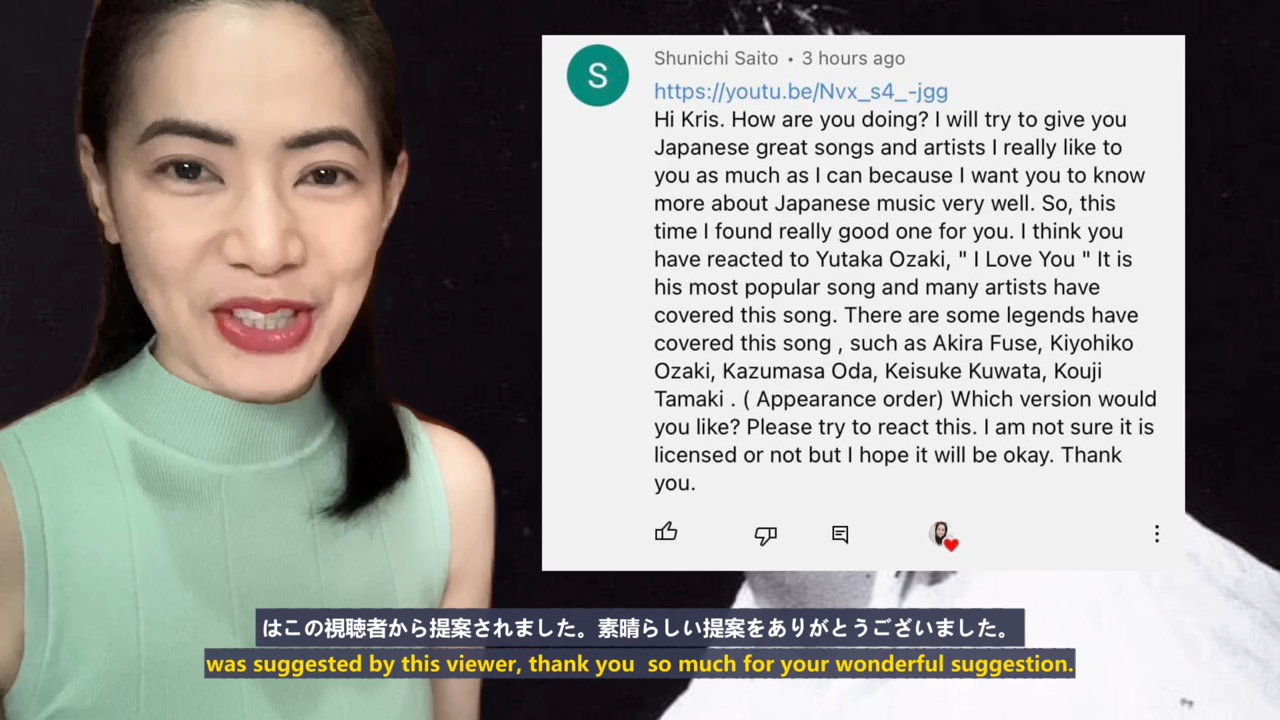 S
Shunichi Saito • 3 hours ago
https://youtu.be/Nvx_s4_-jgg
Hi Kris. How are you doing? I will try to give you
Japanese great songs and artists I really like to
you as much as I can because I want you to know
more about Japanese music very well. So, this
time I found really good one for you. I think you
have reacted to Yutaka Ozaki, " I Love You " It is
his most popular song and many artists have
covered this song. There are some legends have
covered this song , such as Akira Fuse, Kiyohiko
Ozaki, Kazumasa Oda, Keisuke Kuwata, Kouji
Tamaki . ( Appearance order) Which version would
you like? Please try to react this. I am not sure it is
licensed or not but I hope it will be okay. Thank
you.
はこの視聴者から提案されました。素晴らしい提案をありがとうございました。
was suggested by this viewer, thank you  so much for your wonderful suggestion.